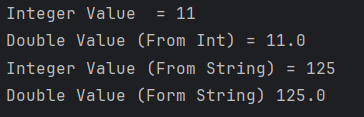 Integer Value  = 11
Double Value (From Int) = 11.0
Integer Value (From String) = 125
Double Value (Form String) 125.0